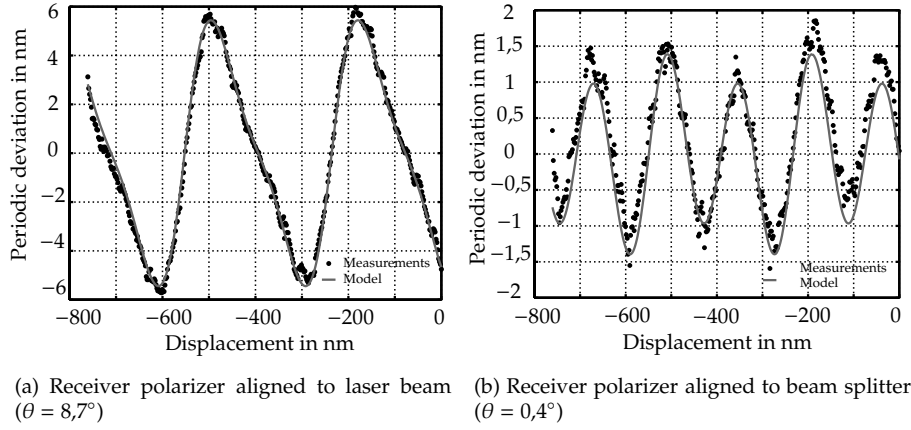 6
4
2
0
−2
−4
−6
Periodic deviation in nm
Measurements
Model
−800 −600 −400 −200 0
Displacement in nm
2
1,5
1
0,5
0
−0,5
−1
−1,5
−2
Periodic deviation in nm
Measurements
Model
−800 −600 −400 −200 0
Displacement in nm
(a) Receiver polarizer aligned to laser beam
(θ = 8,7°)
(b) Receiver polarizer aligned to beam splitter
(θ = 0,4°)